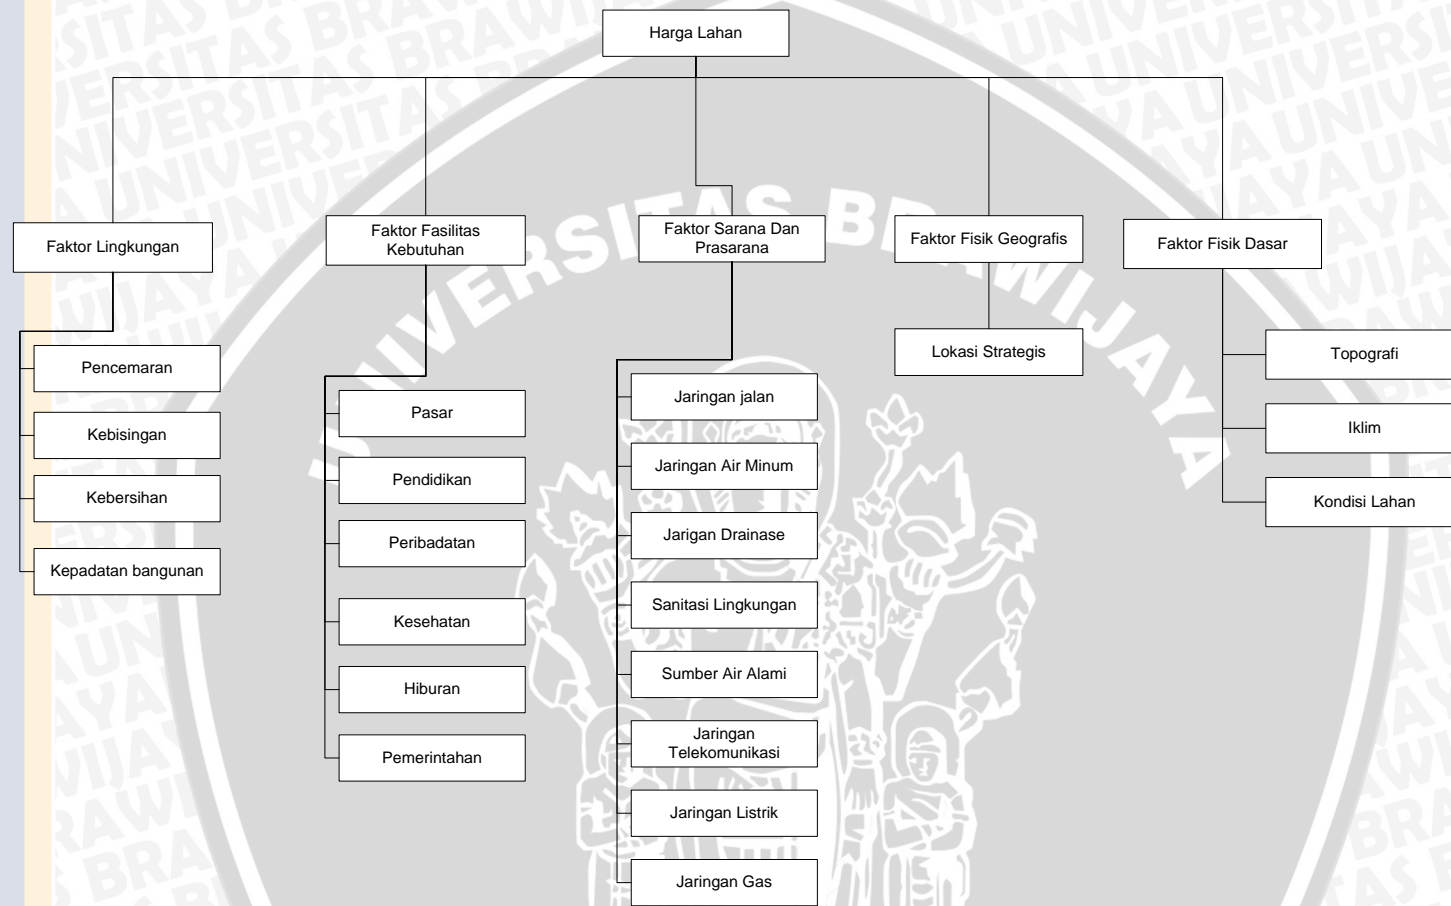 Harga Lahan
Faktor Lingkungan
Pencemaran
Kebisingan
Kebersihan
Kepadatan bangunan
Faktor Fasilitas
Kebutuhan
Pasar
Pendidikan
Peribadatan
Kesehatan
Hiburan
Pemerintahan
Faktor Sarana Dan
Prasarana
Jaringan jalan
Jaringan Air Minum
Jarigan Drainase
Sanitasi Lingkungan
Sumber Air Alami
Jaringan
Telekomunikasi
Jaringan Listrik
Jaringan Gas
Faktor Fisik Geografis
Lokasi Strategis
Faktor Fisik Dasar
Topografi
Iklim
Kondisi Lahan
UNIVERSITAS BRAWIJAYA